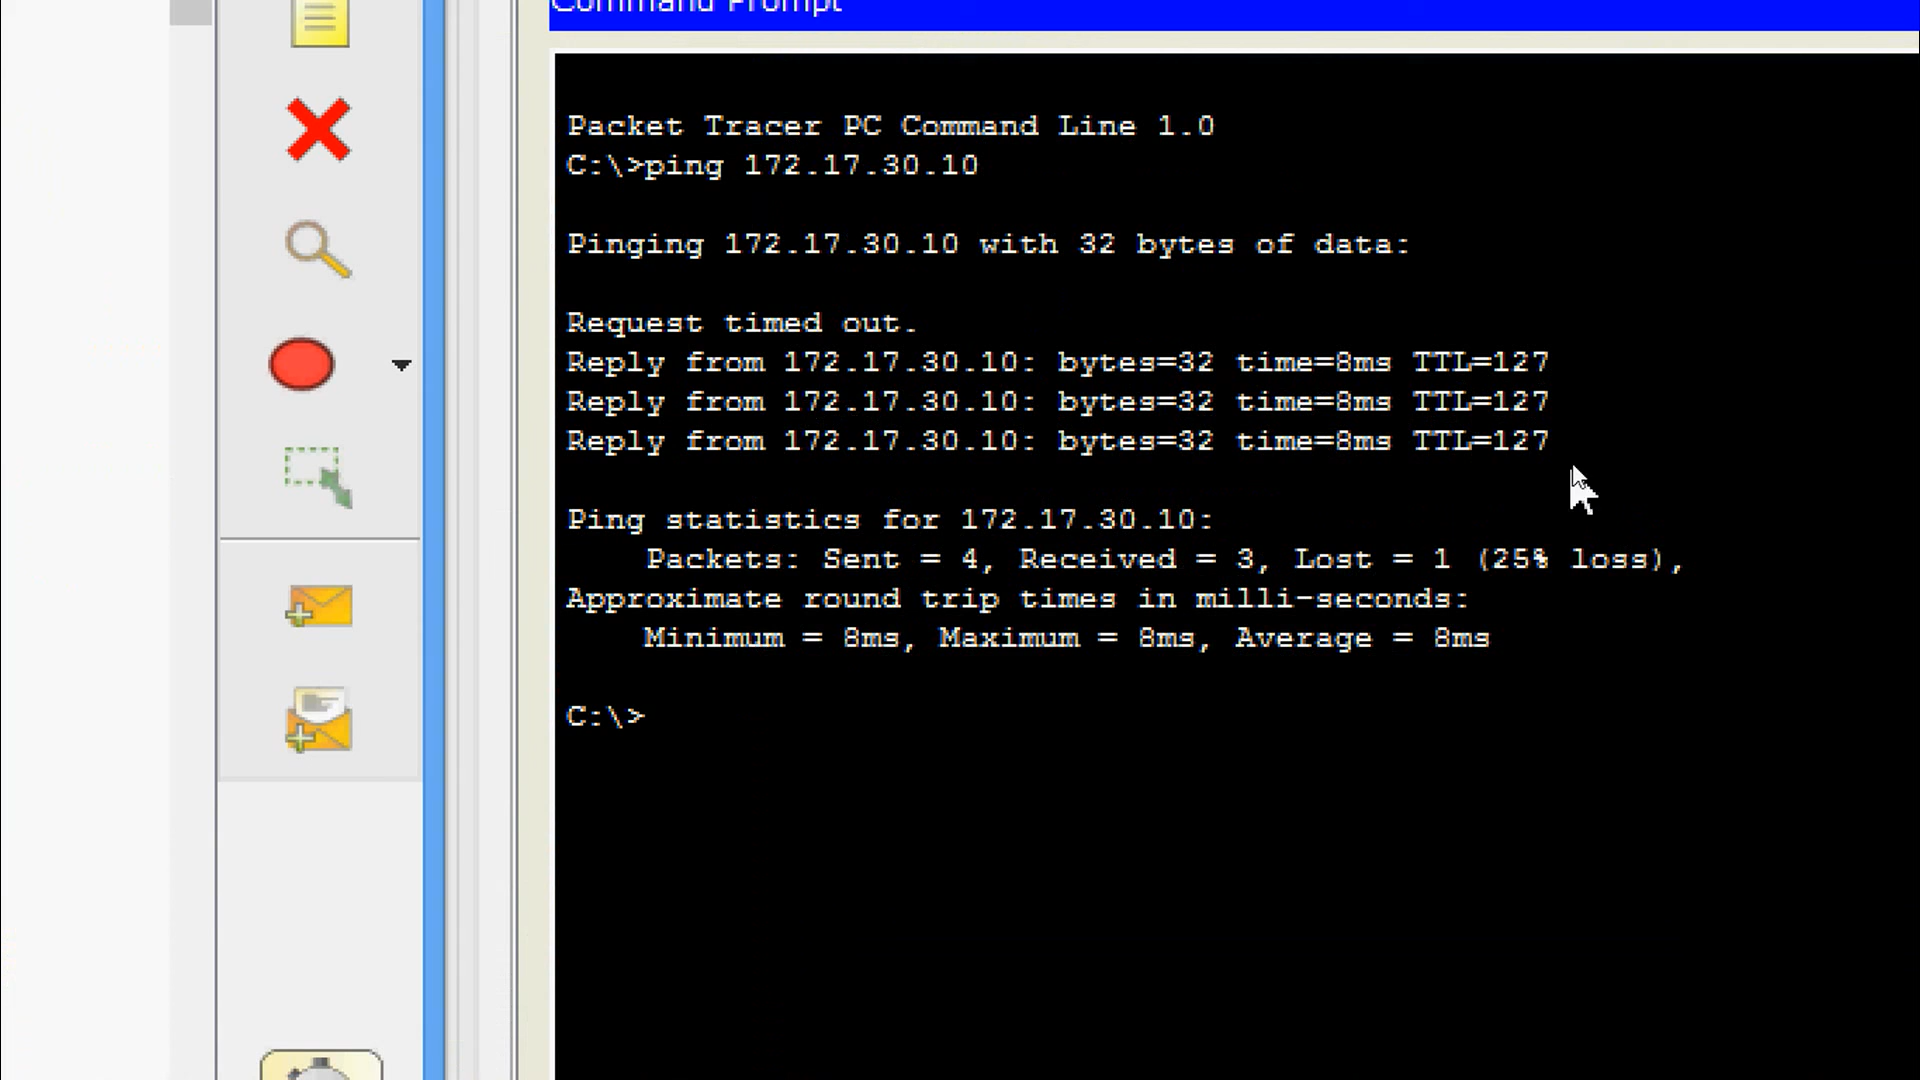 Command Prompt
Packet Tracer PC Command Line 1.0
C:\>ping 172.17.30.10
Pinging 172.17.30.10 with 32 bytes of data:
Request timed out.
Reply from 172.17.30.10: bytes=32 time=8ms TTL=127
Reply from 172.17.30.10: bytes=32 time=8ms TTL=127
Reply from 172.17.30.10: bytes=32 time=8ms TTL=127
Ping statistics for 172.17.30.10:
Packets: Sent = 4, Received = 3, Lost = 1 (25% loss),
Approximate round trip times in milli-seconds:
Minimum = 8ms, Maximum = 8ms, Average = 8ms
C:\>